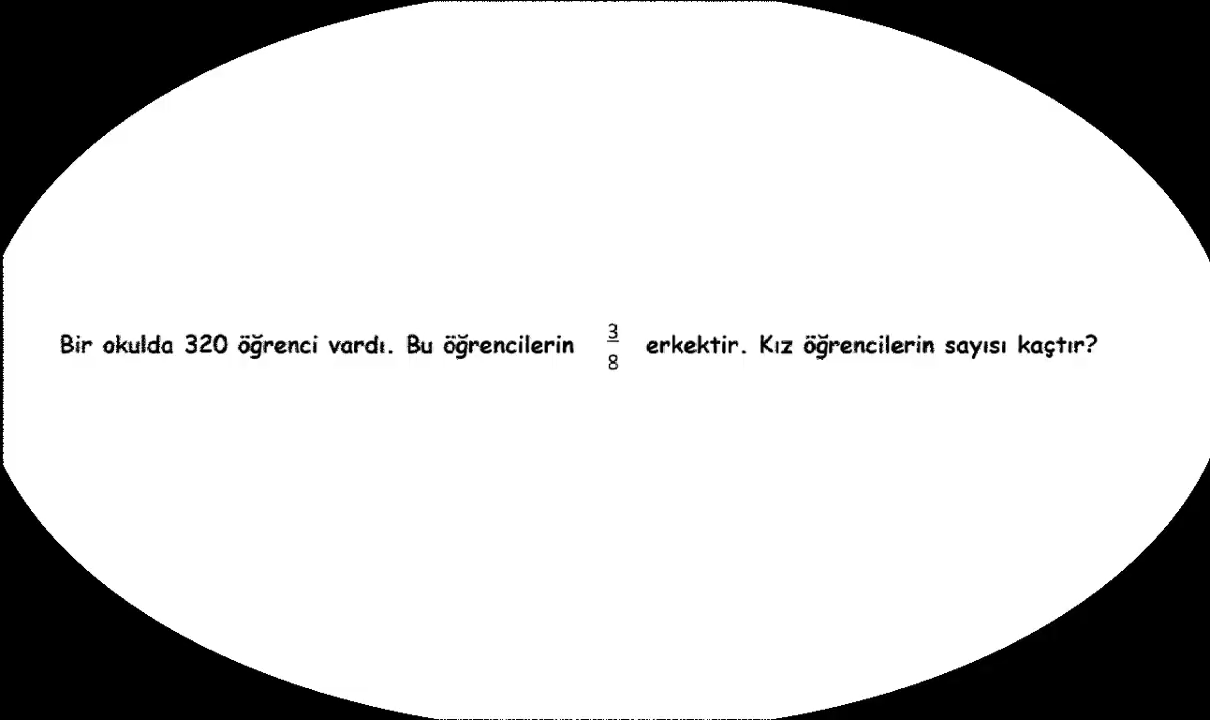 Bir okulda 320 öğrenci vardı. Bu öğrencilerin 3/8 erkektir. Kız öğrencilerin sayısı kaçtır?